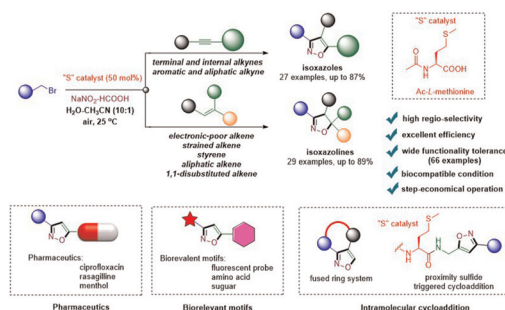 Br
"S" catalyst (50 mol%)
NaNO₂-HCOOH
H₂O-CH₃CN (10:1)
air, 25 °C
terminal and internal alkynes
aromatic and aliphatic alkyne
electronic-poor alkene
strained alkene
styrene
aliphatic alkene
1,1-disubstituted alkene
N-O
isoxazoles
27 examples, up to 87%
N-O
isoxazolines
29 examples, up to 89%
"S" catalyst
S
O
N
H
COOH
Ac-L-methionine
high regio-selectivity
excellent efficiency
wide functionality tolerance
(66 examples)
biocompatible condition
step-economical operation
N-O
Pharmaceutics:
ciprofloxacin
rasagilline
menthol
Pharmaceutics
N-O
Biorevalent motifs:
fluorescent probe
amino acid
suguar
Biorelevant motifs
N-O
fused ring system
"S" catalyst
S
H
N
N
H
O
O-N
proximity sulfide
triggered cycloaddition
Intramolecular cycloaddition